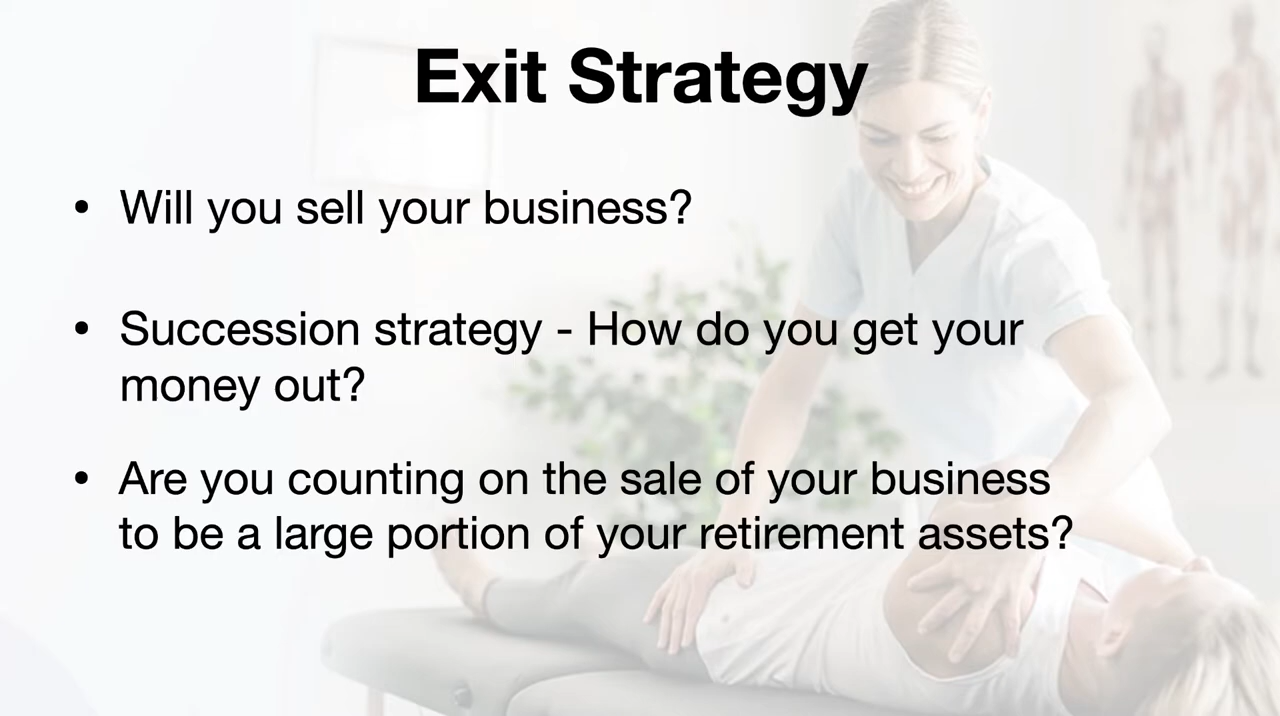 Exit Strategy
• Will you sell your business?
• Succession strategy - How do you get your
money out?
• Are you counting on the sale of your business
to be a large portion of your retirement assets?